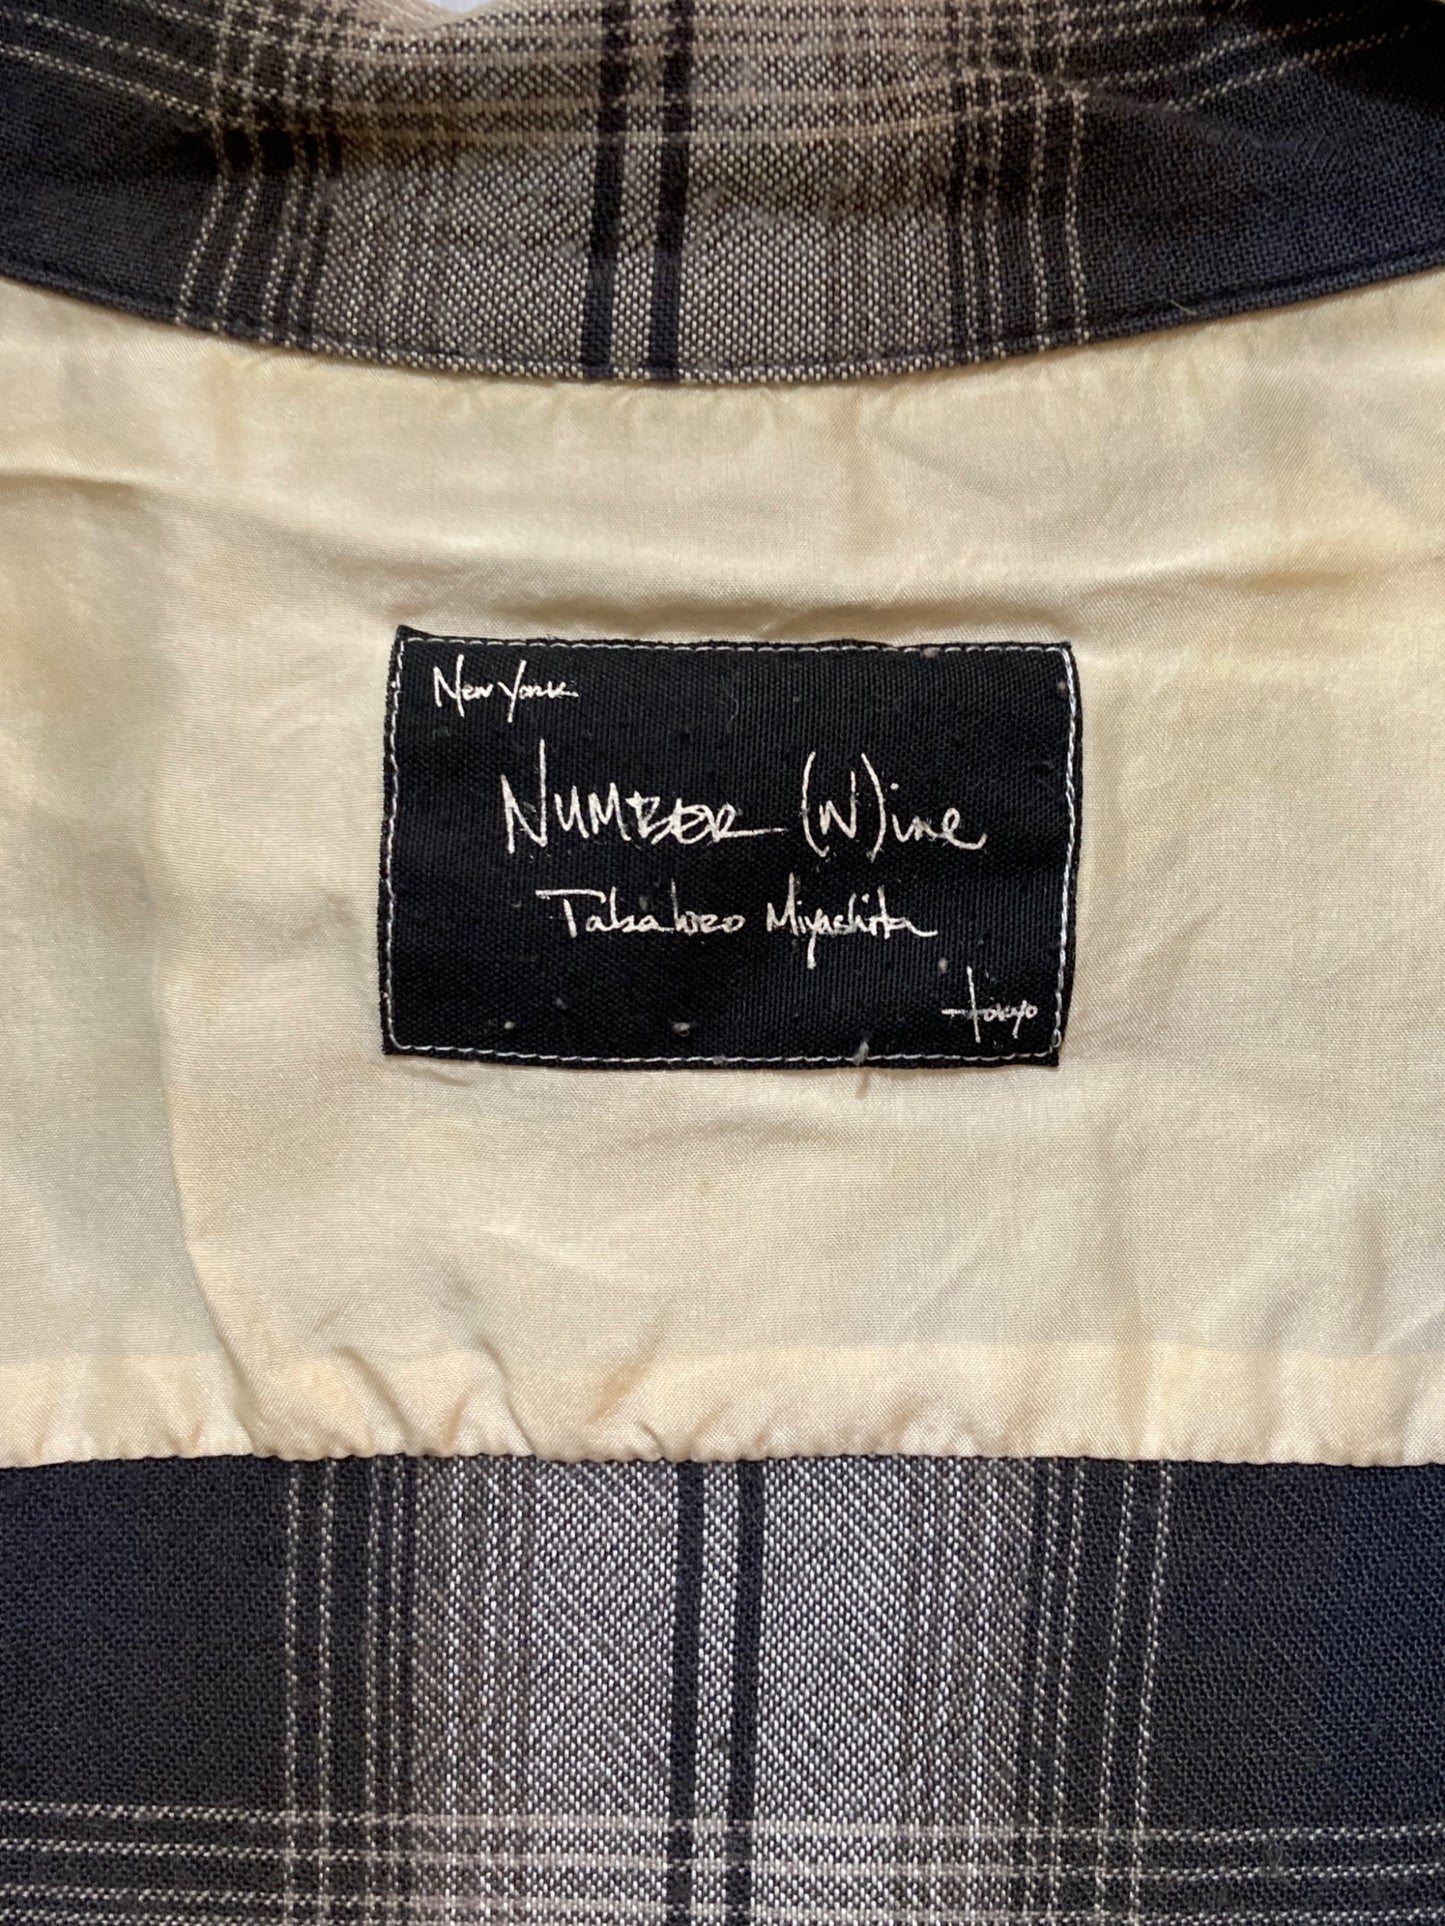 New York
NUMBER (N)ine
Takahiro Miyashita
tokyo